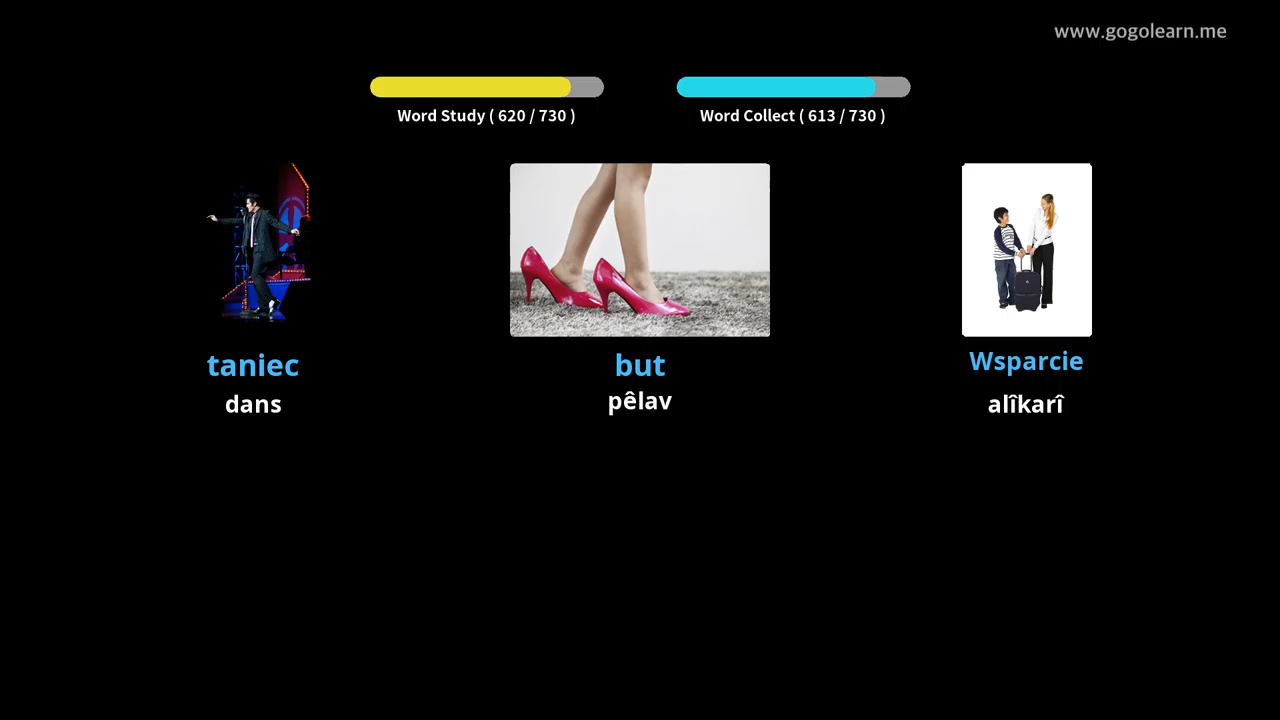 www.gogolearn.me
Word Study ( 620 / 730 )
Word Collect ( 613 / 730 )
taniec
but
Wsparcie
dans
pêlav
alîkarî